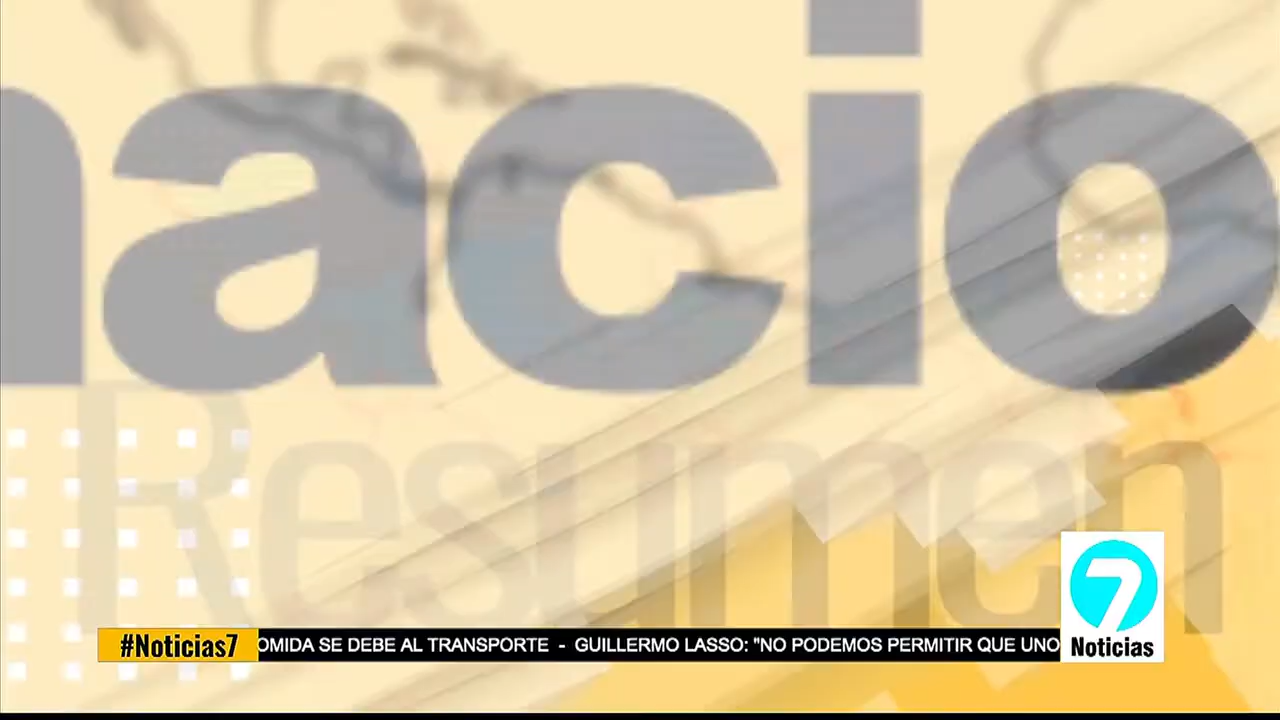 nacio
Resumen
#Noticias7
OMIDA SE DEBE AL TRANSPORTE - GUILLERMO LASSO: "NO PODEMOS PERMITIR QUE UNO
7
Noticias